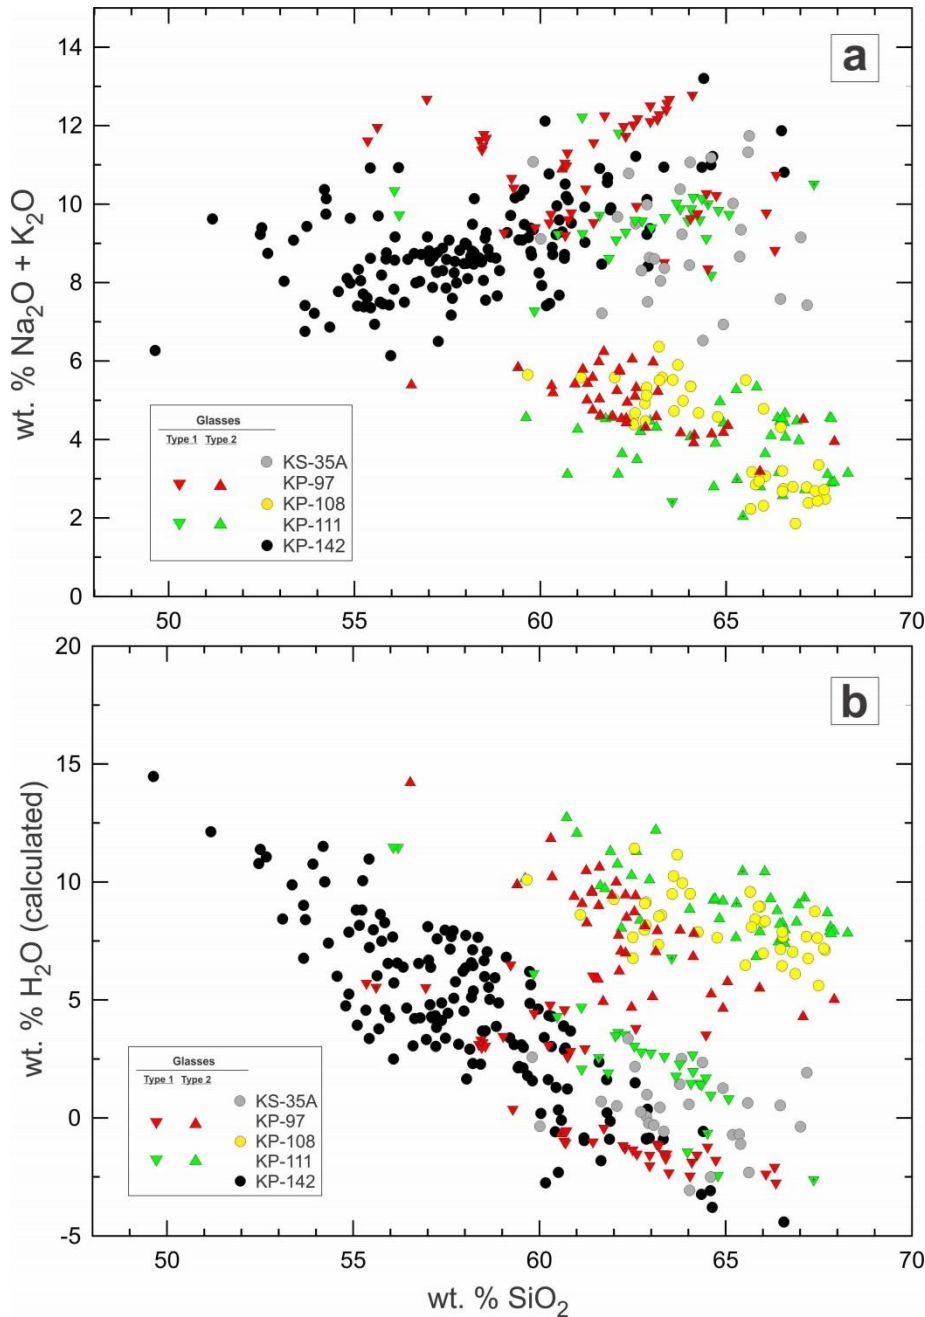 a
14
12
10
8
6
4
2
0
wt. % Na₂O + K₂O
50 55 60 65 70
Glasses
Type 1 Type 2
KS-35A
KP-97
KP-108
KP-111
KP-142
b
20
15
10
5
0
-5
wt. % H₂O (calculated)
Glasses
Type 1 Type 2
KS-35A
KP-97
KP-108
KP-111
KP-142
50 55 60 65 70
wt. % SiO₂